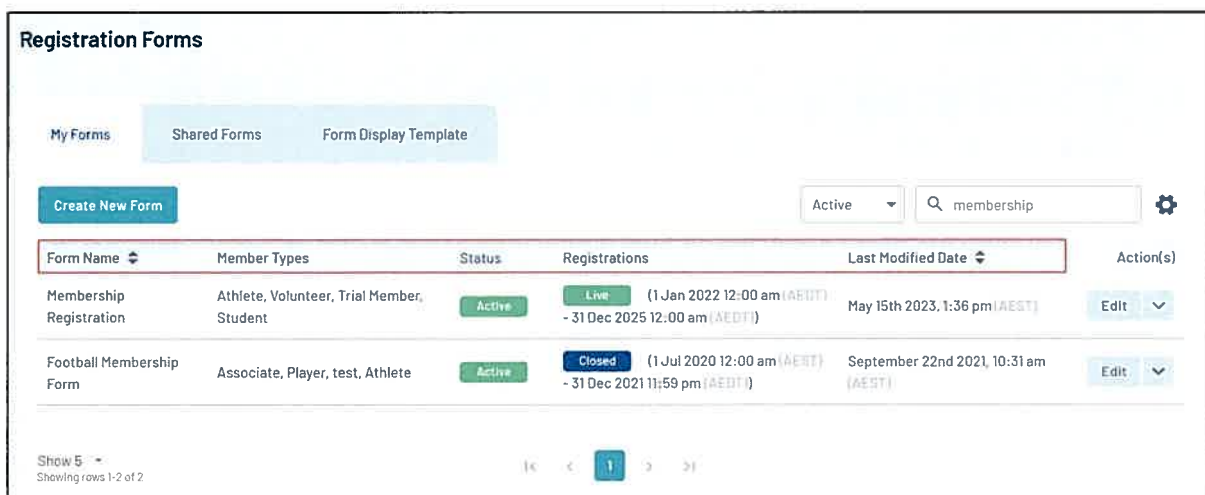 Registration Forms
My Forms Shared Forms Form Display Template
Create New Form Active membership
Form Name Member Types Status Registrations Last Modified Date Action(s)
Membership Registration Athlete, Volunteer, Trial Member, Student Active Live (1 Jan 2022 12:00 am (AEDT) - 31 Dec 2025 12:00 am (AEDT)) May 15th 2023, 1:36 pm (AEST) Edit
Football Membership Form Associate, Player, test, Athlete Active Closed (1 Jul 2020 12:00 am (AEST) - 31 Dec 2021 11:59 pm (AEDT)) September 22nd 2021, 10:31 am (AEST) Edit
Show 5
Showing rows 1-2 of 2
1